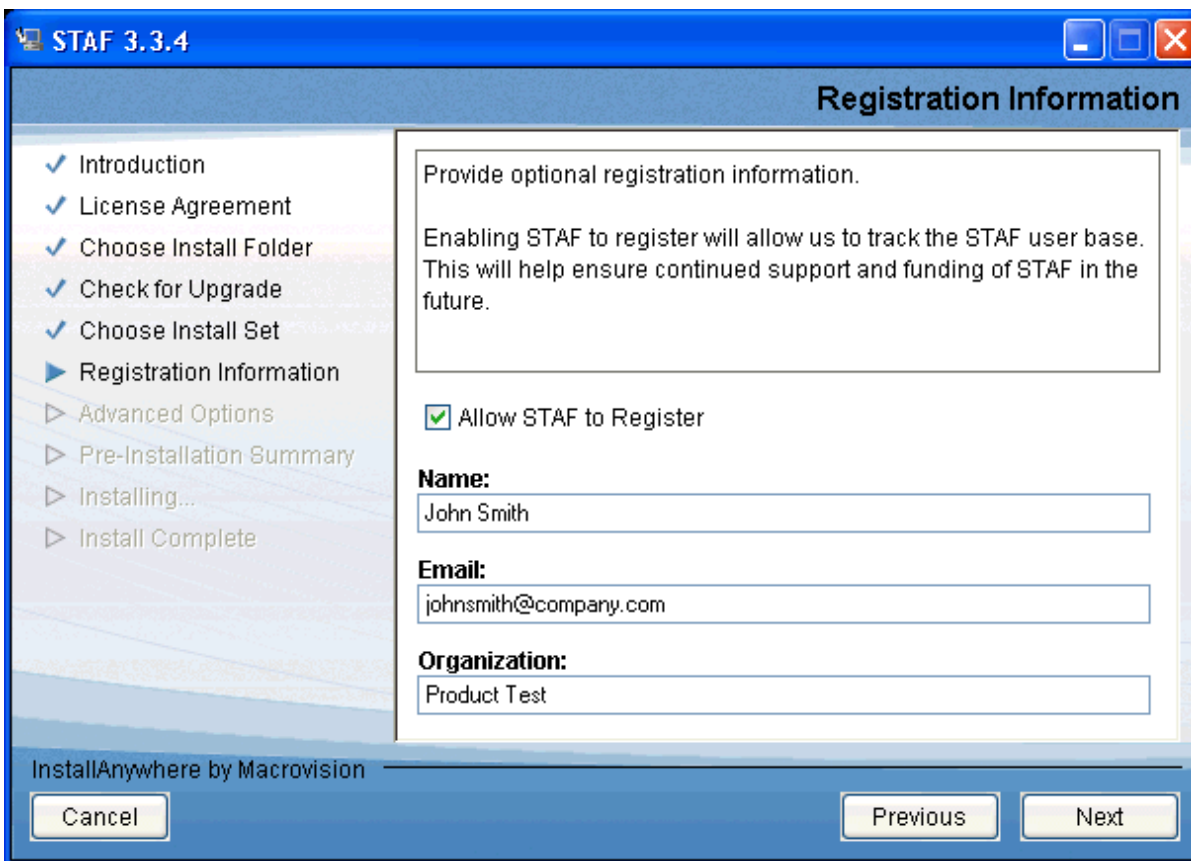 STAF 3.3.4
Registration Information
Introduction
License Agreement
Choose Install Folder
Check for Upgrade
Choose Install Set
Registration Information
Advanced Options
Pre-Installation Summary
Installing...
Install Complete
Provide optional registration information.
Enabling STAF to register will allow us to track the STAF user base.
This will help ensure continued support and funding of STAF in the
future.
Allow STAF to Register
Name:
John Smith
Email:
johnsmith@company.com
Organization:
Product Test
InstallAnywhere by Macrovision
Cancel
Previous
Next